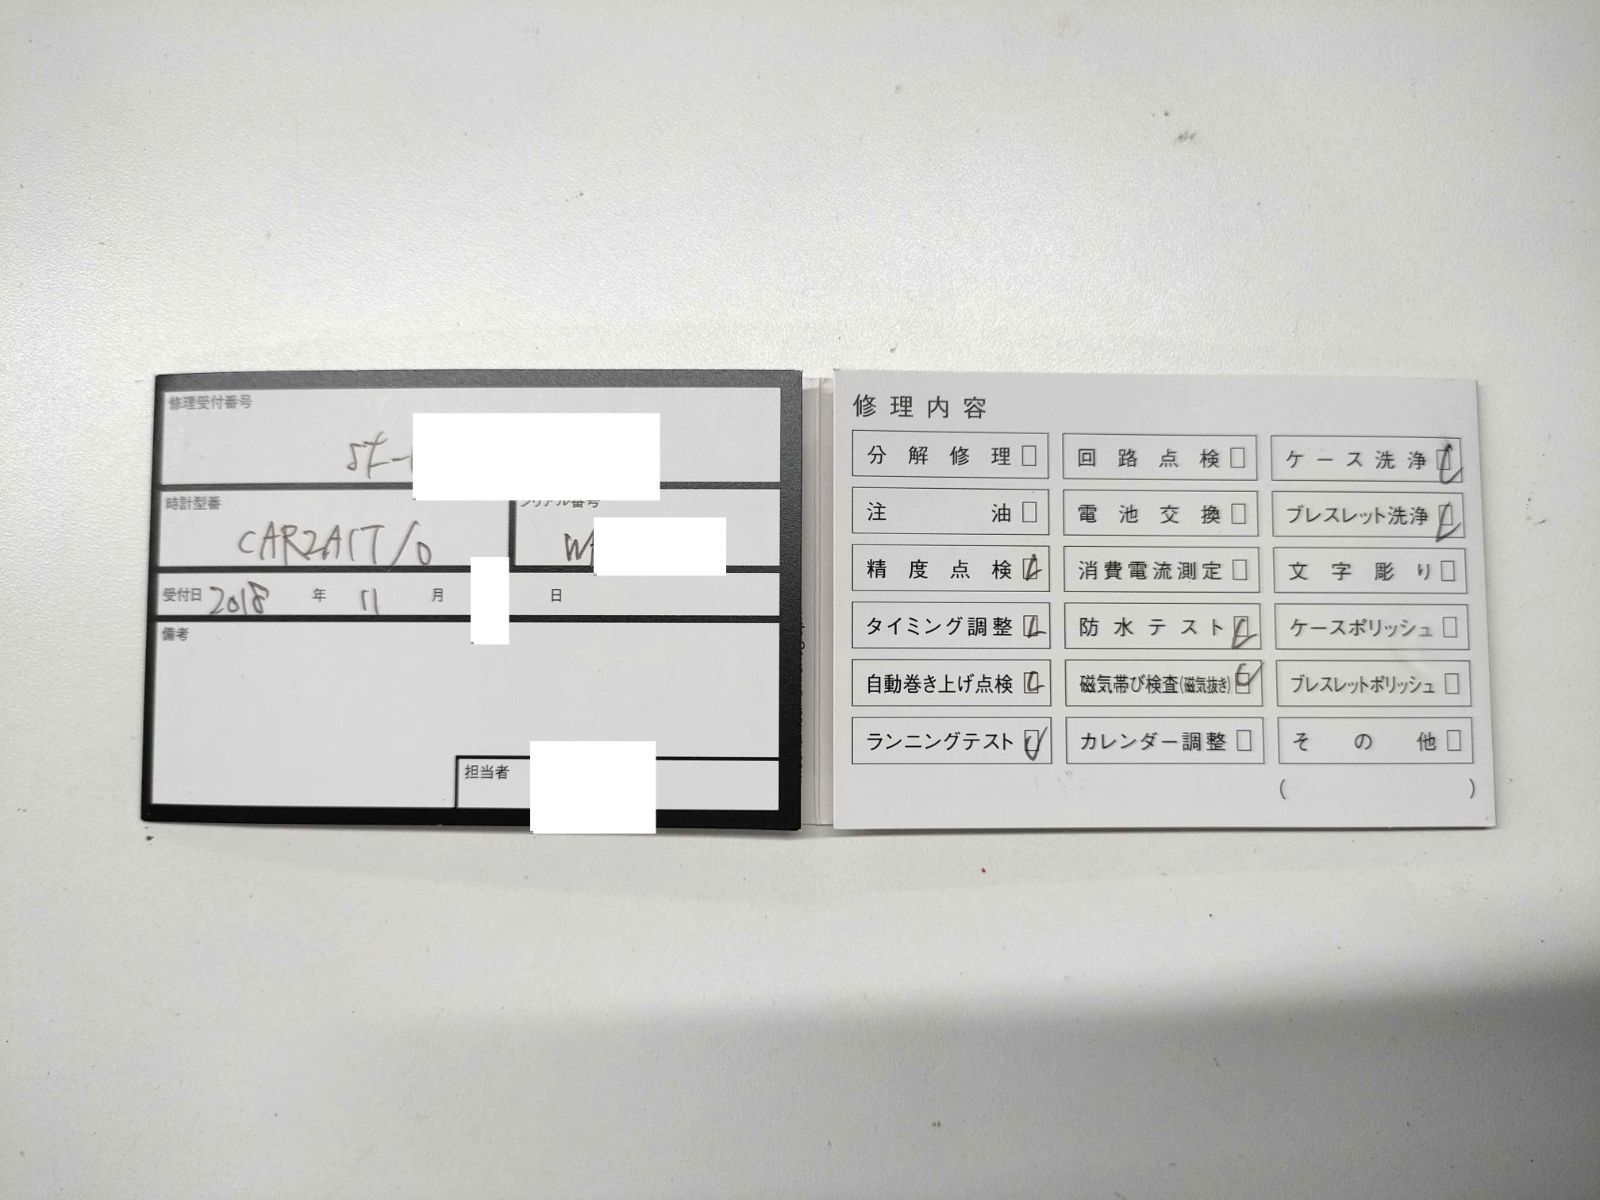 修理受付番号
時計型番
シリアル番号
CAR2A1T/0
受付日 2018 年 11 月 日
備考
担当者
修理内容
分解修理□
注油□
精度点検☑
タイミング調整☑
自動巻き上げ点検☑
ランニングテスト☑
回路点検□
電池交換□
消費電流測定□
防水テスト☑
磁気帯び検査(磁気抜き)☑
カレンダー調整□
ケース洗浄☑
ブレスレット洗浄☑
文字彫り□
ケースポリッシュ□
ブレスレットポリッシュ□
その他□
( )